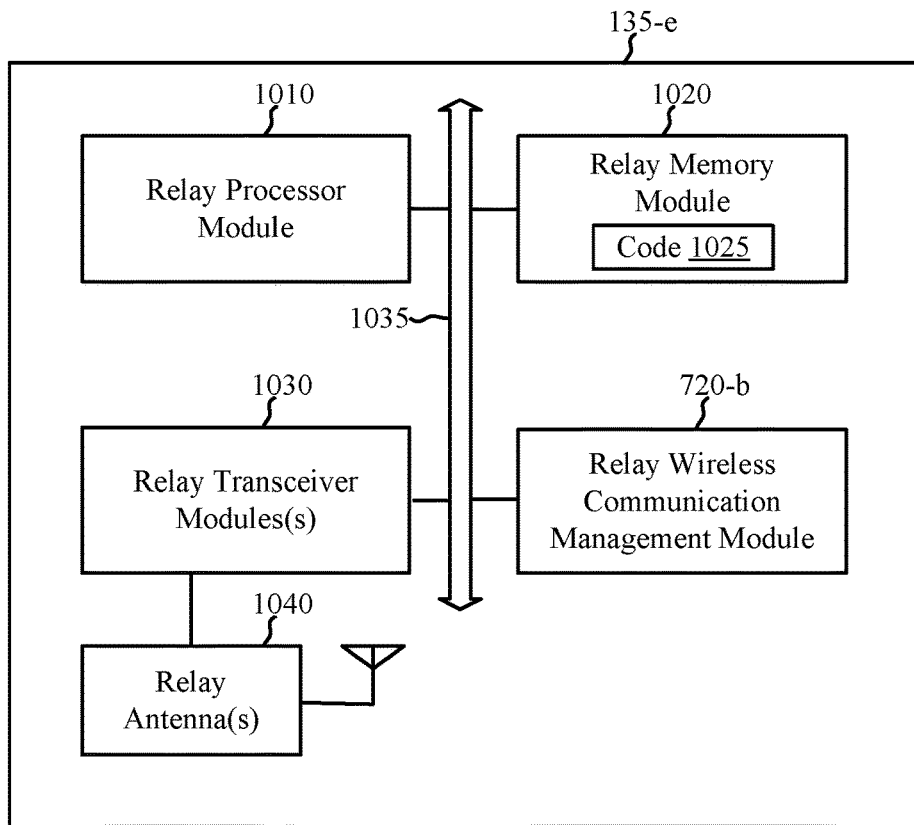 135-e
1010
1020
Relay Processor
Module
Relay Memory
Module
Code 1025
1035
1030
720-b
Relay Transceiver
Modules(s)
Relay Wireless
Communication
Management Module
1040
Relay
Antenna(s)